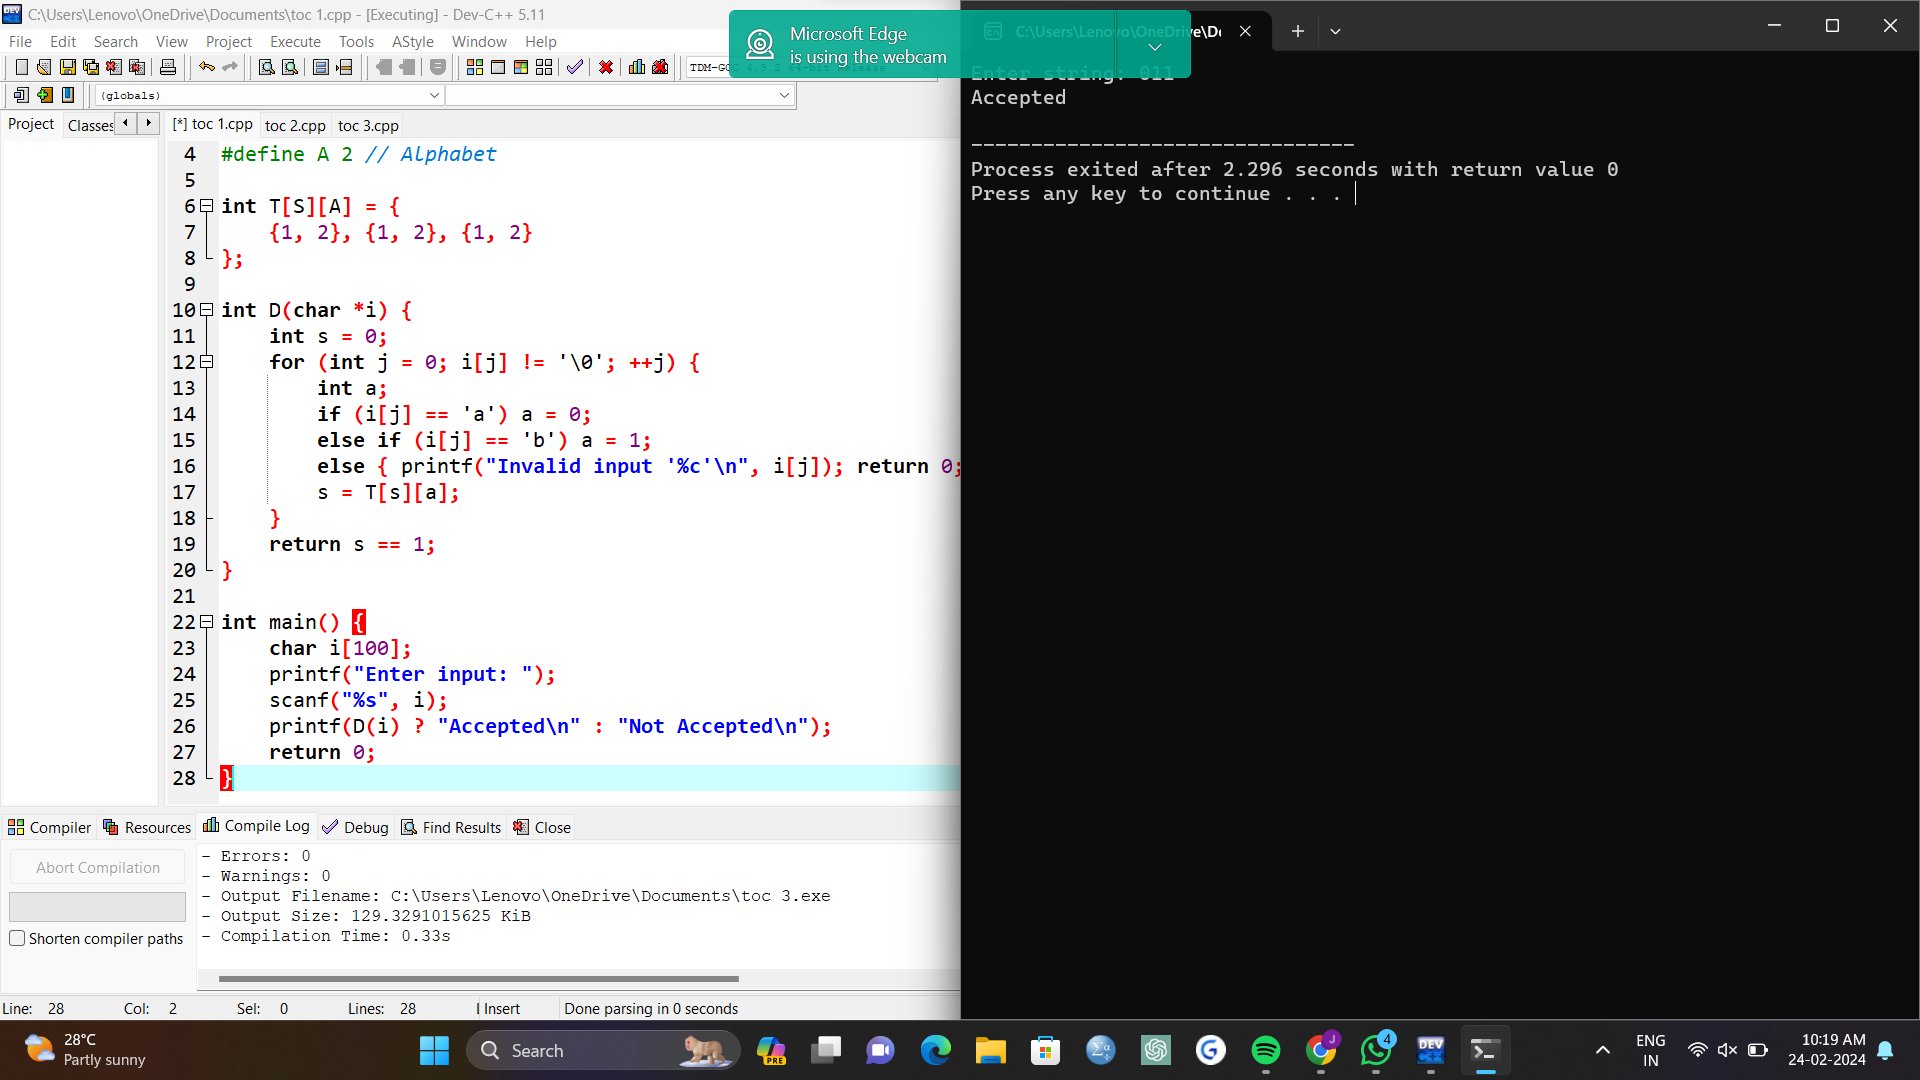 C:\Users\Lenovo\OneDrive\Documents\toc 1.cpp - [Executing] - Dev-C++ 5.11
File Edit Search View Project Execute Tools AStyle Window Help
(globals)
Project Classes [*] toc 1.cpp toc 2.cpp toc 3.cpp
4 #define A 2 // Alphabet
5
6 int T[S][A] = {
7 {1, 2}, {1, 2}, {1, 2}
8 };
9
10 int D(char *i) {
11 int s = 0;
12 for (int j = 0; i[j] != '\0'; ++j) {
13 int a;
14 if (i[j] == 'a') a = 0;
15 else if (i[j] == 'b') a = 1;
16 else { printf("Invalid input '%c'\n", i[j]); return 0;
17 s = T[s][a];
18 }
19 return s == 1;
20 }
21
22 int main() {
23 char i[100];
24 printf("Enter input: ");
25 scanf("%s", i);
26 printf(D(i) ? "Accepted\n" : "Not Accepted\n");
27 return 0;
28 }
Compiler Resources Compile Log Debug Find Results Close
Abort Compilation
Shorten compiler paths
- Errors: 0
- Warnings: 0
- Output Filename: C:\Users\Lenovo\OneDrive\Documents\toc 3.exe
- Output Size: 129.3291015625 KiB
- Compilation Time: 0.33s
Line: 28 Col: 2 Sel: 0 Lines: 28 Insert Done parsing in 0 seconds
Microsoft Edge
is using the webcam
C:\Users\Lenovo\OneDrive\Do
Enter string: 011
Accepted
--------------------------------
Process exited after 2.296 seconds with return value 0
Press any key to continue . . .
28°C
Partly sunny
Search
PRE
DEV
C++
J
4
ENG
IN
10:19 AM
24-02-2024